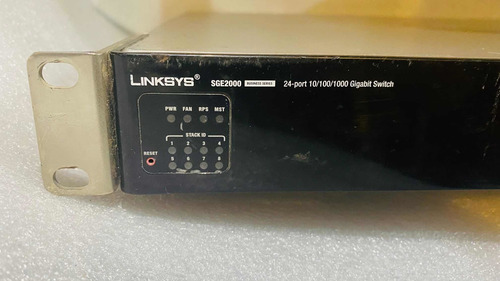 LINKSYS® SGE2000 BUSINESS SERIES 24-port 10/100/1000 Gigabit Switch
PWR FAN RPS MST
STACK ID
1 2 3 4
RESET
5 6 7 8